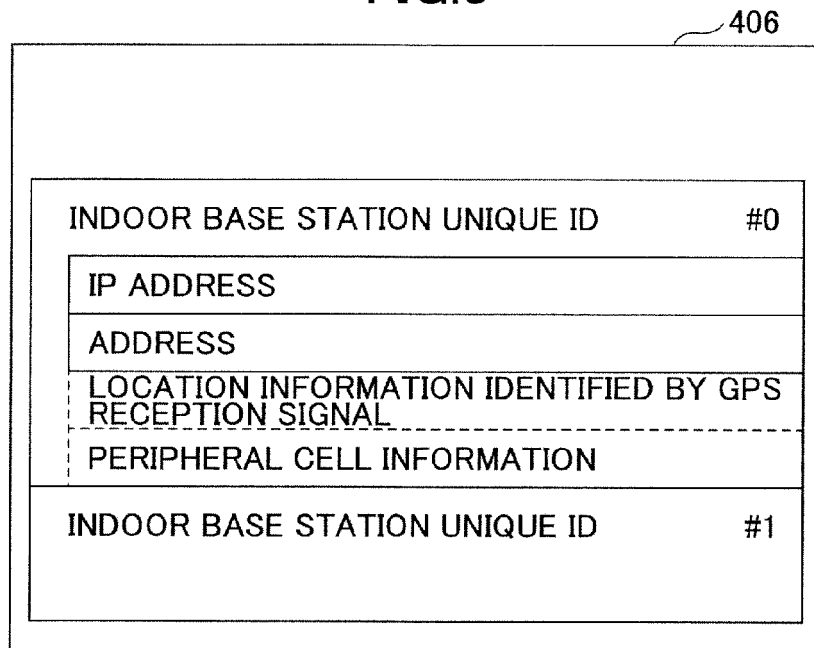 406
INDOOR BASE STATION UNIQUE ID #0
IP ADDRESS
ADDRESS
LOCATION INFORMATION IDENTIFIED BY GPS
RECEPTION SIGNAL
PERIPHERAL CELL INFORMATION
INDOOR BASE STATION UNIQUE ID #1